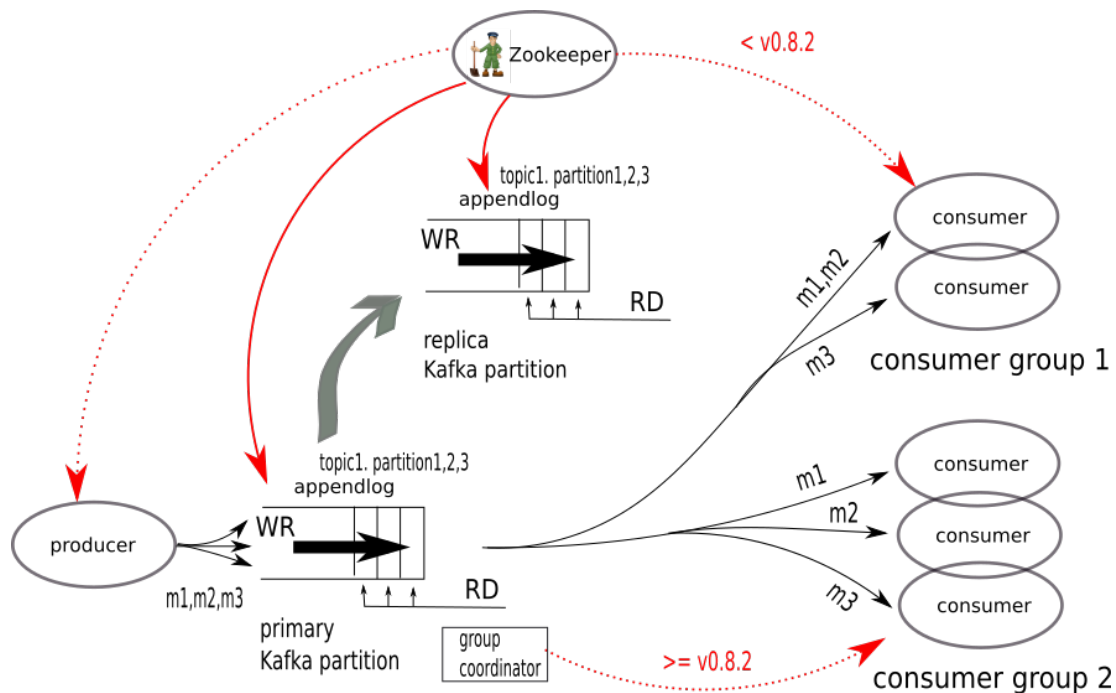 Zookeeper
< v0.8.2
topic1. partition1,2,3
appendlog
WR
RD
replica
Kafka partition
consumer
consumer
m1,m2
m3
consumer group 1
topic1. partition1,2,3
appendlog
producer
WR
m1,m2,m3
RD
primary
Kafka partition
group
coordinator
>= v0.8.2
m1
m2
m3
consumer
consumer
consumer
consumer group 2